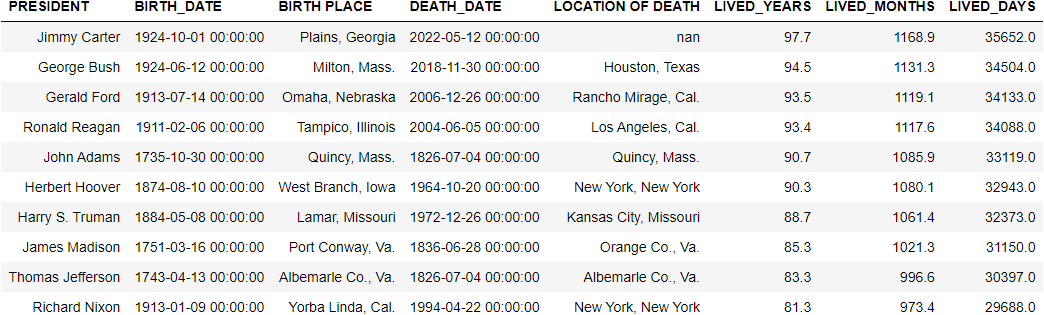 PRESIDENT BIRTH_DATE BIRTH PLACE DEATH_DATE LOCATION OF DEATH LIVED_YEARS LIVED_MONTHS LIVED_DAYS
Jimmy Carter 1924-10-01 00:00:00 Plains, Georgia 2022-05-12 00:00:00 nan 97.7 1168.9 35652.0
George Bush 1924-06-12 00:00:00 Milton, Mass. 2018-11-30 00:00:00 Houston, Texas 94.5 1131.3 34504.0
Gerald Ford 1913-07-14 00:00:00 Omaha, Nebraska 2006-12-26 00:00:00 Rancho Mirage, Cal. 93.5 1119.1 34133.0
Ronald Reagan 1911-02-06 00:00:00 Tampico, Illinois 2004-06-05 00:00:00 Los Angeles, Cal. 93.4 1117.6 34088.0
John Adams 1735-10-30 00:00:00 Quincy, Mass. 1826-07-04 00:00:00 Quincy, Mass. 90.7 1085.9 33119.0
Herbert Hoover 1874-08-10 00:00:00 West Branch, Iowa 1964-10-20 00:00:00 New York, New York 90.3 1080.1 32943.0
Harry S. Truman 1884-05-08 00:00:00 Lamar, Missouri 1972-12-26 00:00:00 Kansas City, Missouri 88.7 1061.4 32373.0
James Madison 1751-03-16 00:00:00 Port Conway, Va. 1836-06-28 00:00:00 Orange Co., Va. 85.3 1021.3 31150.0
Thomas Jefferson 1743-04-13 00:00:00 Albemarle Co., Va. 1826-07-04 00:00:00 Albemarle Co., Va. 83.3 996.6 30397.0
Richard Nixon 1913-01-09 00:00:00 Yorba Linda, Cal. 1994-04-22 00:00:00 New York, New York 81.3 973.4 29688.0